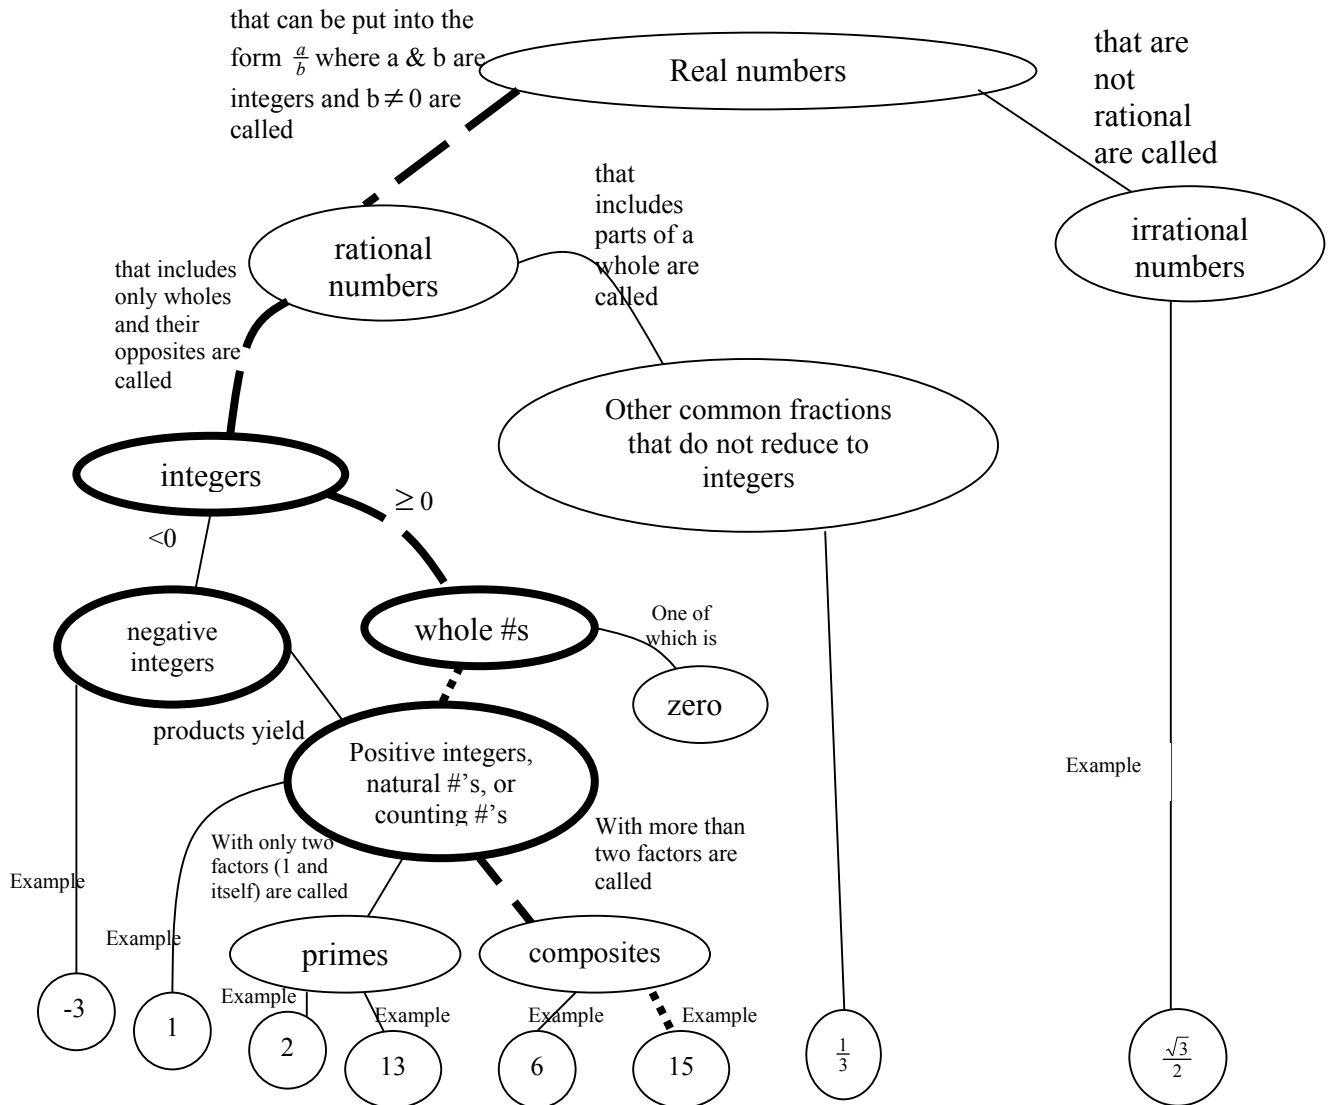 that can be put into the
form a/b where a & b are
integers and b ≠ 0 are
called
Real numbers
that are
not
rational
are called
that
includes
parts of a
whole are
called
rational
numbers
irrational
numbers
that includes
only wholes
and their
opposites are
called
Other common fractions
that do not reduce to
integers
integers
≥ 0
<0
negative
integers
whole #s
One of
which is
zero
products yield
Positive integers,
natural #'s, or
counting #'s
Example
With only two
factors (1 and
itself) are called
With more than
two factors are
called
Example
Example
primes
composites
Example
Example
Example
Example
-3
1
2
13
6
15
1/3
√3/2